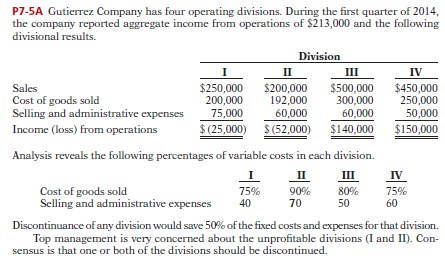 P7-5A Gutierrez Company has four operating divisions. During the first quarter of 2014,
the company reported aggregate income from operations of $213,000 and the following
divisional results.
Division
I II III IV
Sales $250,000 $200,000 $500,000 $450,000
Cost of goods sold 200,000 192,000 300,000 250,000
Selling and administrative expenses 75,000 60,000 60,000 50,000
Income (loss) from operations $ (25,000) $ (52,000) $140,000 $150,000
Analysis reveals the following percentages of variable costs in each division.
I II III IV
Cost of goods sold 75% 90% 80% 75%
Selling and administrative expenses 40 70 50 60
Discontinuance of any division would save 50% of the fixed costs and expenses for that division.
Top management is very concerned about the unprofitable divisions (I and II). Con-
sensus is that one or both of the divisions should be discontinued.